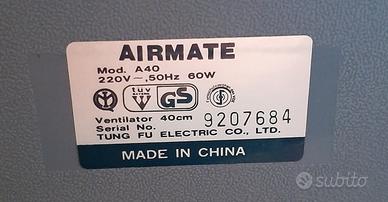 AIRMATE
Mod. A40
220V~,50Hz 60W
tüv
GS
Ventilator 40cm
Serial No. 9207684
TUNG FU ELECTRIC CO., LTD.
MADE IN CHINA
subito